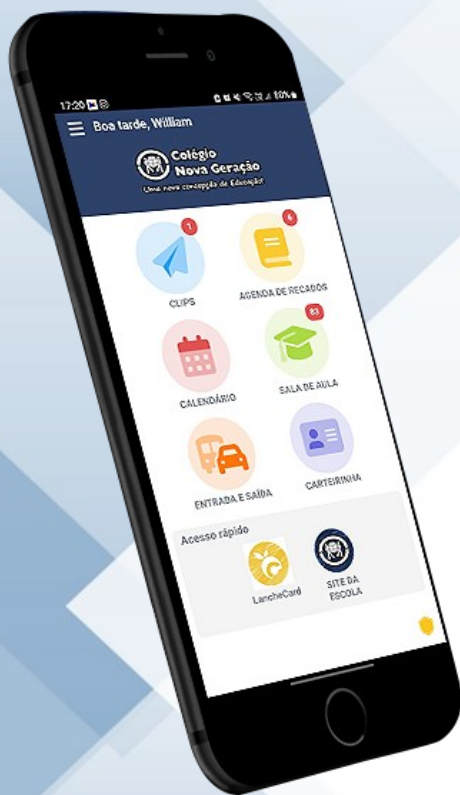 17:20
80%
Boa tarde, William
Colégio
Nova Geração
Uma nova concepção de Educação!
1
6
CLIPS
AGENDA DE RECADOS
83
CALENDÁRIO
SALA DE AULA
ENTRADA E SAÍDA
CARTEIRINHA
Acesso rápido
LancheCard
SITE DA
ESCOLA